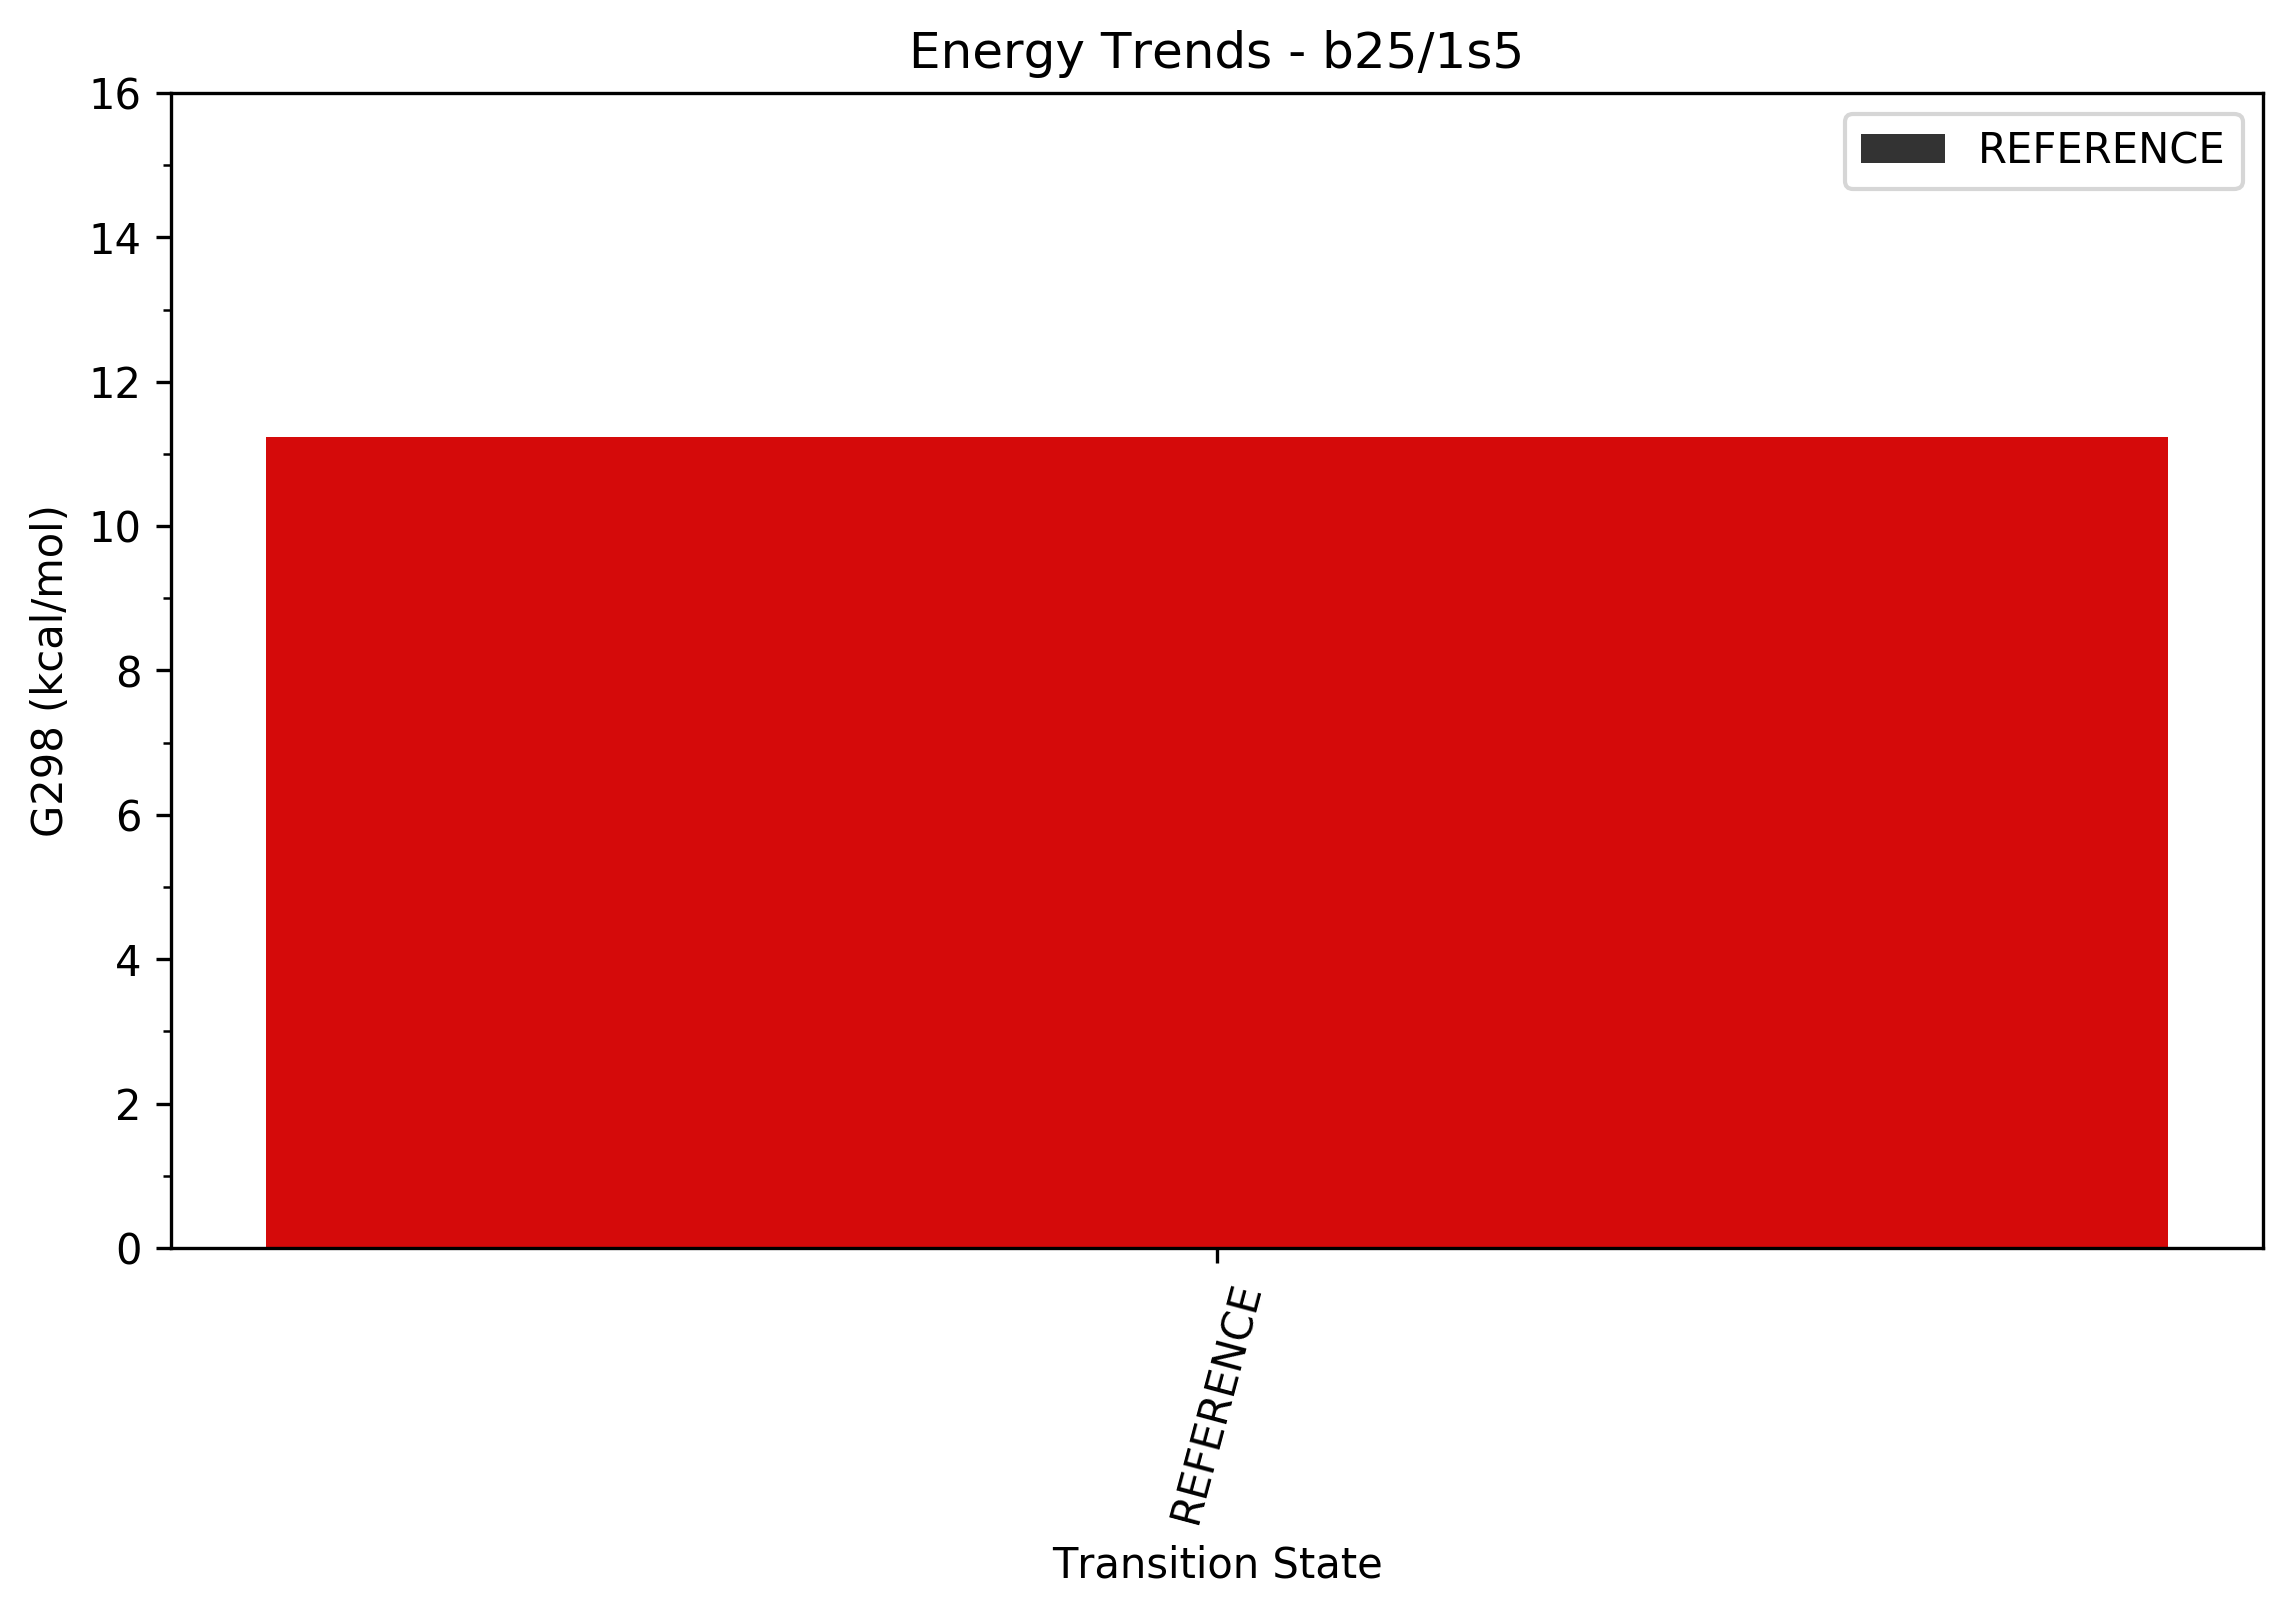 Energy Trends - b25/1s5
REFERENCE
G298 (kcal/mol)
16
14
12
10
8
6
4
2
0
REFERENCE
Transition State